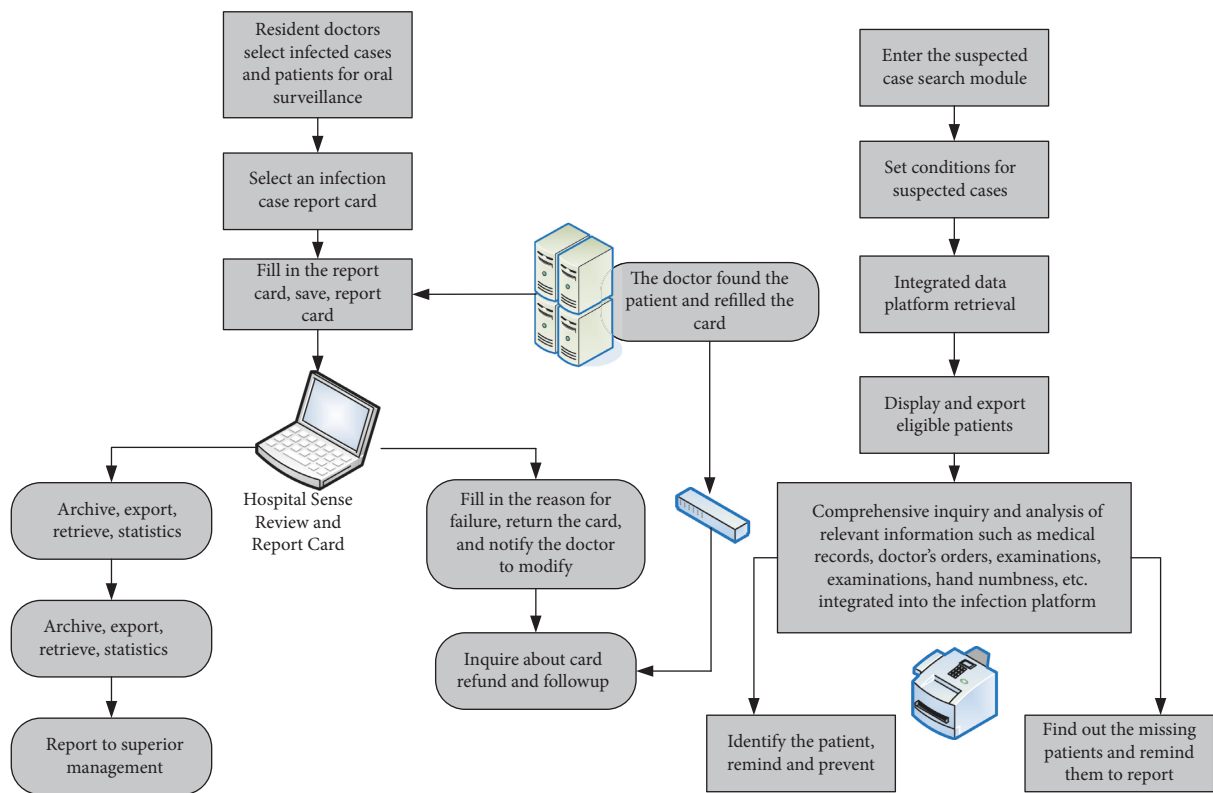 Resident doctors
select infected cases
and patients for oral
surveillance
Select an infection
case report card
Fill in the report
card, save, report
card
The doctor found the
patient and refilled the
card
Hospital Sense
Review and
Report Card
Archive, export,
retrieve, statistics
Archive, export,
retrieve, statistics
Report to superior
management
Fill in the reason for
failure, return the card,
and notify the doctor
to modify
Inquire about card
refund and followup
Enter the suspected
case search module
Set conditions for
suspected cases
Integrated data
platform retrieval
Display and export
eligible patients
Comprehensive inquiry and analysis of
relevant information such as medical
records, doctor’s orders, examinations,
examinations, hand numbness, etc.
integrated into the infection platform
Identify the patient,
remind and prevent
Find out the missing
patients and remind
them to report